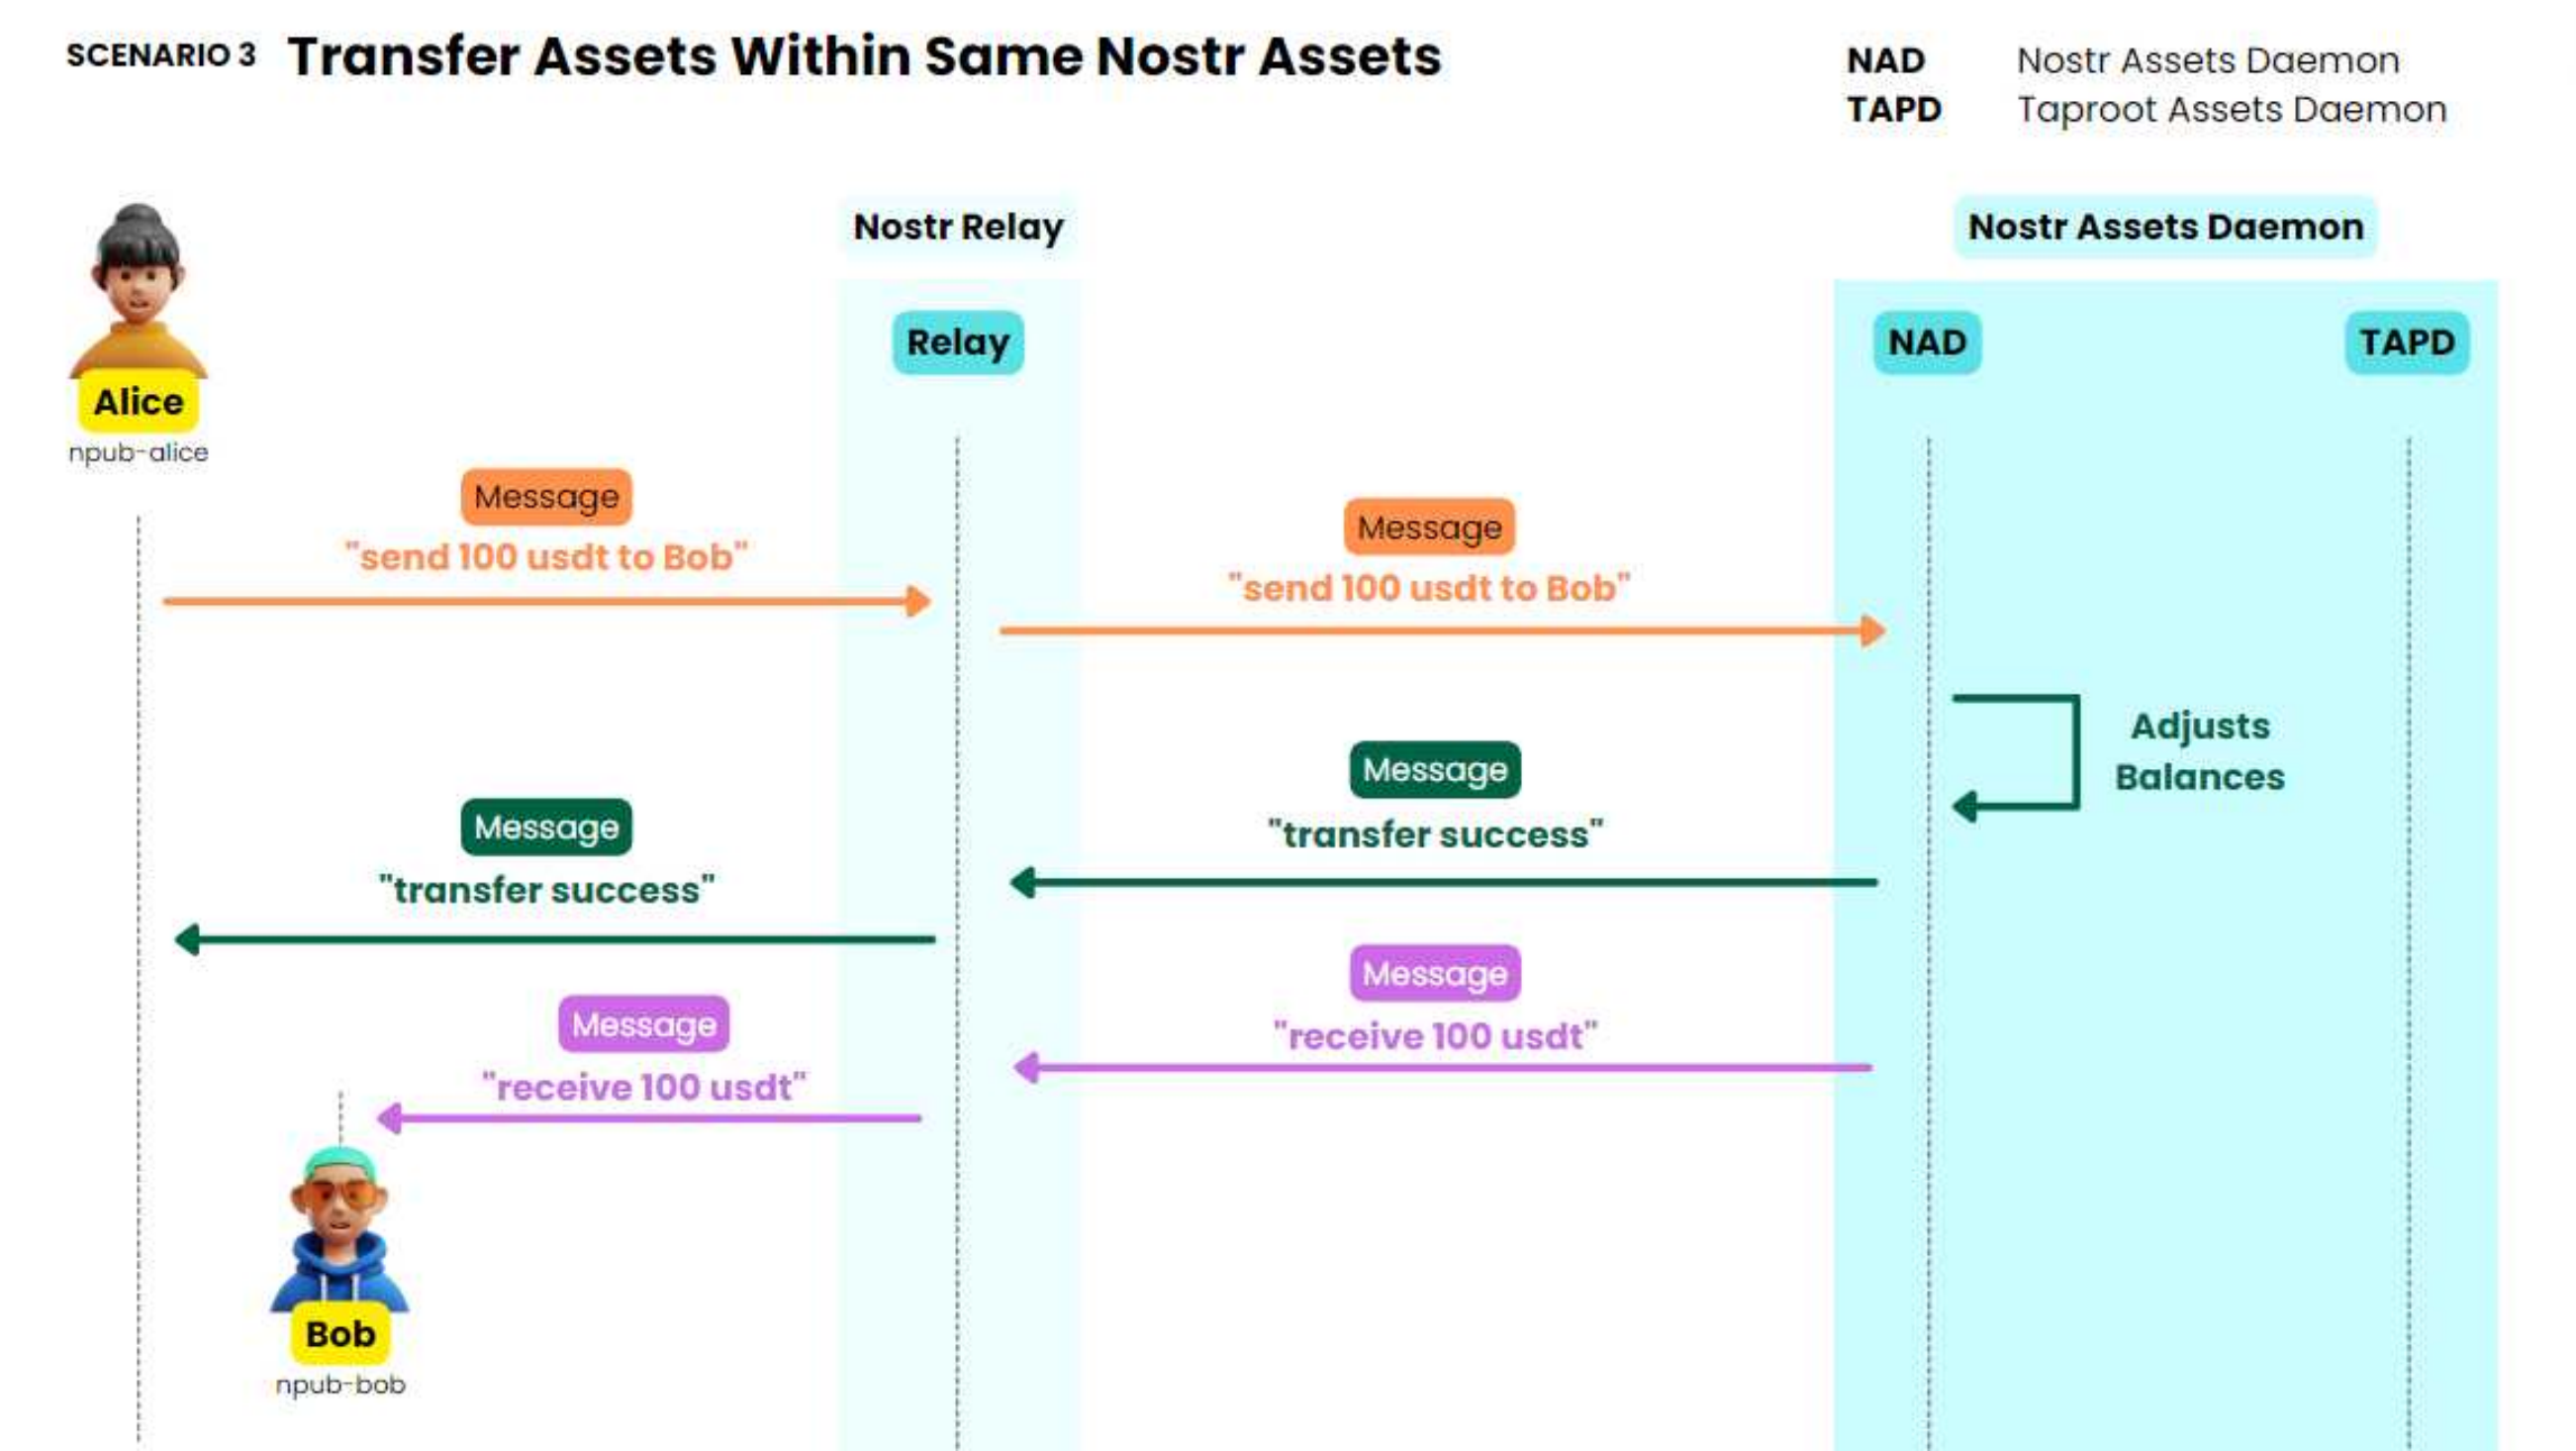 SCENARIO 3 Transfer Assets Within Same Nostr Assets
NAD Nostr Assets Daemon
TAPD Taproot Assets Daemon
Nostr Relay
Nostr Assets Daemon
Relay
NAD
TAPD
Alice
npub-alice
Message
"send 100 usdt to Bob"
Message
"send 100 usdt to Bob"
Adjusts
Balances
Message
"transfer success"
Message
"transfer success"
Message
"receive 100 usdt"
Message
"receive 100 usdt"
Bob
npub-bob